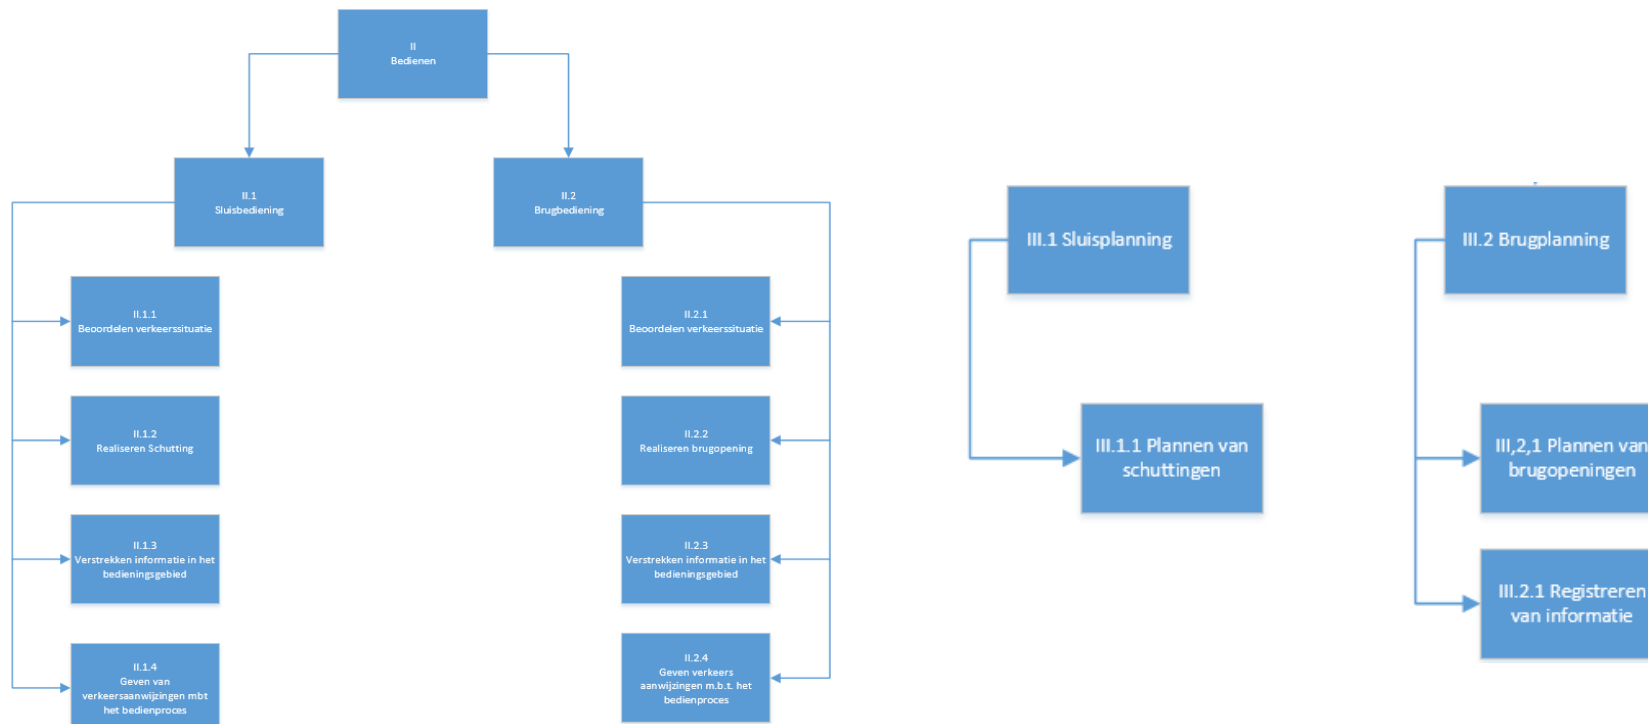 II
Bedienen
II.1
Sluisbediening
II.2
Brugbediening
II.1.1
Beoordelen verkeerssituatie
II.1.2
Realiseren Schutting
II.1.3
Verstrekken informatie in het
bedieningsgebied
II.1.4
Geven van
verkeersaanwijzingen mbt
het bedienproces
II.2.1
Beoordelen verkeerssituatie
II.2.2
Realiseren brugopening
II.2.3
Verstrekken informatie in het
bedieningsgebied
II.2.4
Geven verkeers
aanwijzingen m.b.t. het
bedienproces
III.1 Sluisplanning
III.1.1 Plannen van
schuttingen
III.2 Brugplanning
III,2,1 Plannen van
brugopeningen
III.2.1 Registreren
van informatie